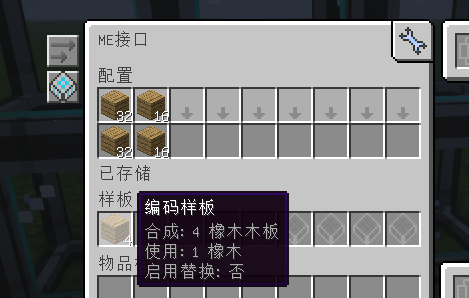 ME接口
配置
32 16
32 16
已存储
样板
编码样板
4
合成: 4 橡木木板
使用: 1 橡木
启用替换: 否
物品